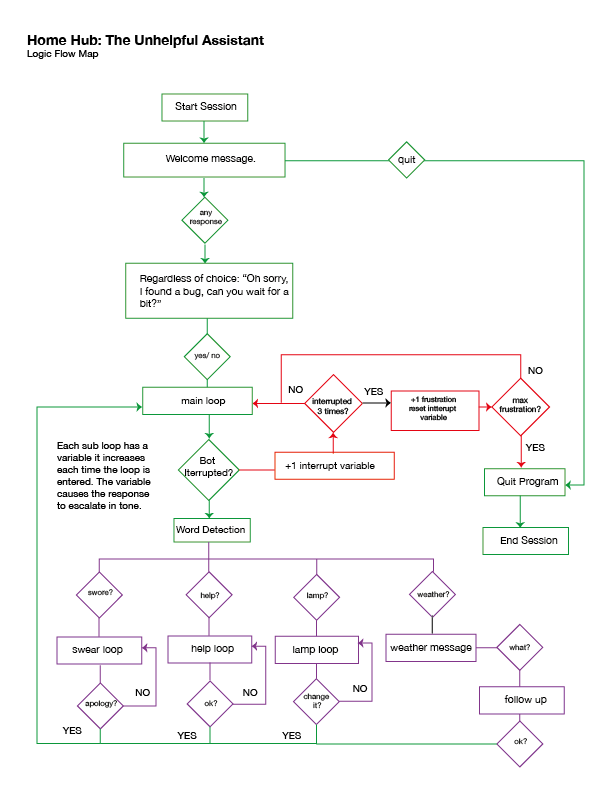 Home Hub: The Unhelpful Assistant
Logic Flow Map
Start Session
Welcome message.
quit
any
response
Regardless of choice: “Oh sorry,
I found a bug, can you wait for a
bit?”
yes/ no
main loop
NO
interrupted
3 times?
YES
+1 frustration
reset intterupt
variable
NO
max
frustration?
YES
Each sub loop has a
variable it increases
each time the loop is
entered. The variable
causes the response
to escalate in tone.
Bot
Iterrupted?
+1 interrupt variable
Quit Program
Word Detection
End Session
swore?
help?
lamp?
weather?
swear loop
help loop
lamp loop
weather message
what?
apology?
NO
ok?
NO
change
it?
NO
follow up
YES
YES
YES
ok?